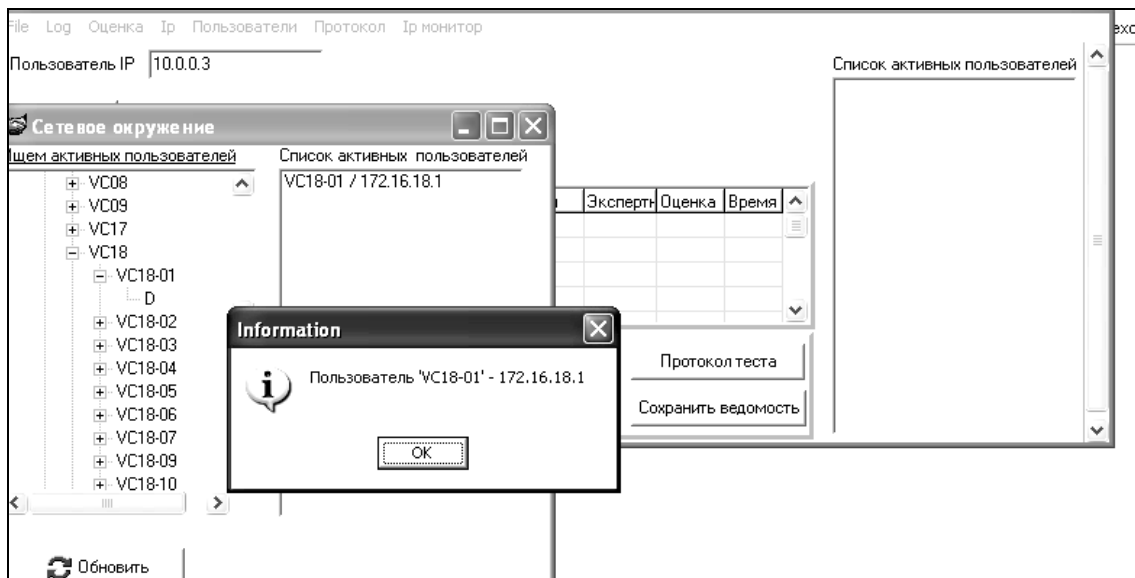 File Log Оценка Ip Пользователи Протокол Ip монитор
Пользователь IP 10.0.0.3
Список активных пользователей
Сетевое окружение
Ищем активных пользователей
Список активных пользователей
VC18-01 / 172.16.18.1
VC08
VC09
VC17
VC18
VC18-01
D
VC18-02
VC18-03
VC18-04
VC18-05
VC18-06
VC18-07
VC18-09
VC18-10
Обновить
Экспертн Оценка Время
Information
Пользователь 'VC18-01' - 172.16.18.1
OK
Протокол теста
Сохранить ведомость